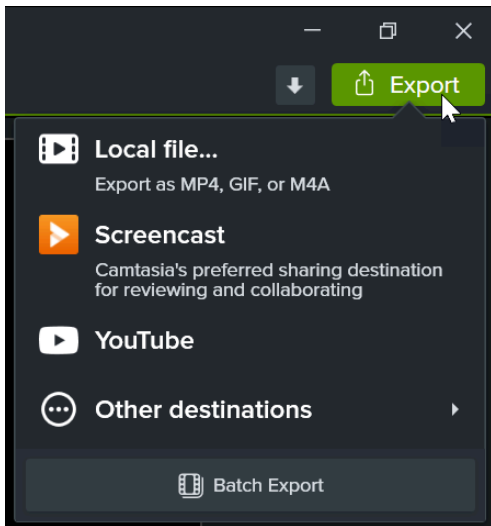 Export
Local file...
Export as MP4, GIF, or M4A
Screencast
Camtasia's preferred sharing destination
for reviewing and collaborating
YouTube
Other destinations
Batch Export